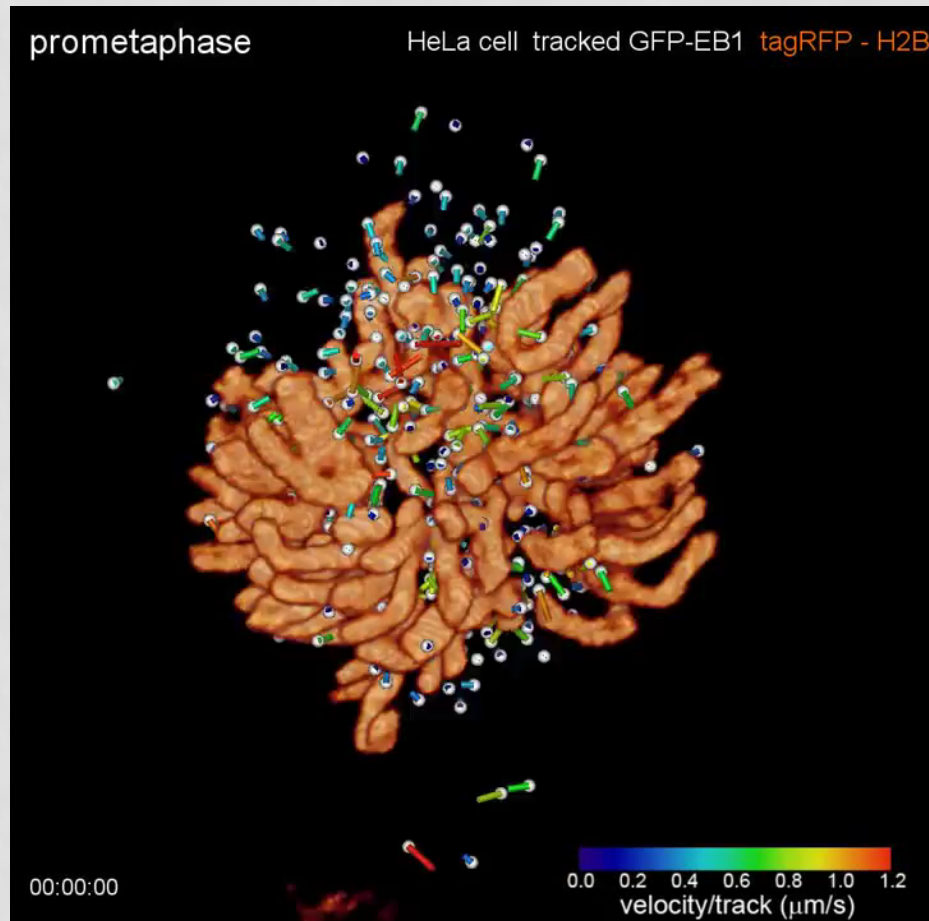 prometaphase
HeLa cell tracked GFP-EB1 tagRFP - H2B
00:00:00
0.0 0.2 0.4 0.6 0.8 1.0 1.2
velocity/track (μm/s)